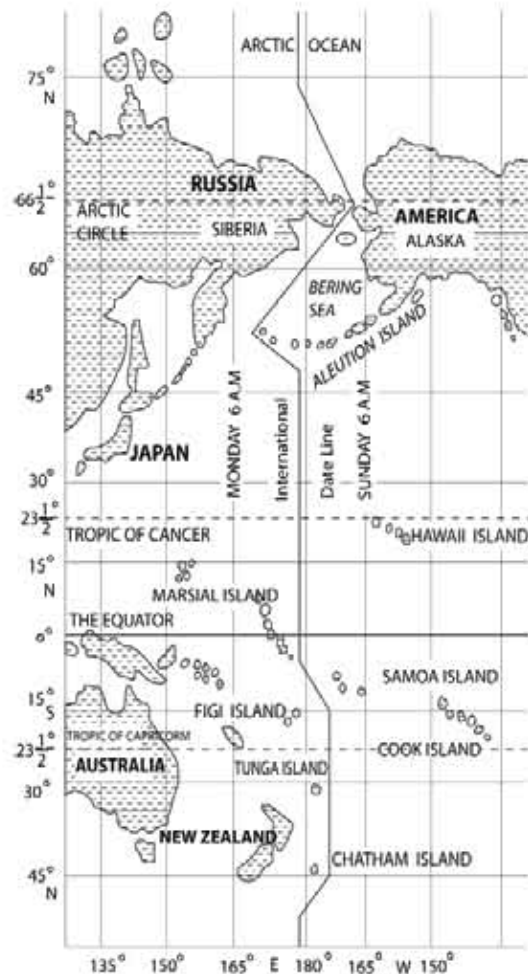 ARCTIC OCEAN
75°
N
RUSSIA
66 1/2°
ARCTIC
CIRCLE
SIBERIA
AMERICA
ALASKA
60°
BERING
SEA
ALEUTION ISLAND
45°
MONDAY 6 A.M
International
Date Line
SUNDAY 6 A.M
JAPAN
30°
23 1/2°
TROPIC OF CANCER
HAWAII ISLAND
15°
N
MARSIAL ISLAND
THE EQUATOR
0°
SAMOA ISLAND
15°
S
FIGI ISLAND
TROPIC OF CAPRICORM
23 1/2°
COOK ISLAND
AUSTRALIA
TUNGA ISLAND
30°
NEW ZEALAND
CHATHAM ISLAND
45°
N
135° 150° 165° E 180° 165° W 150°